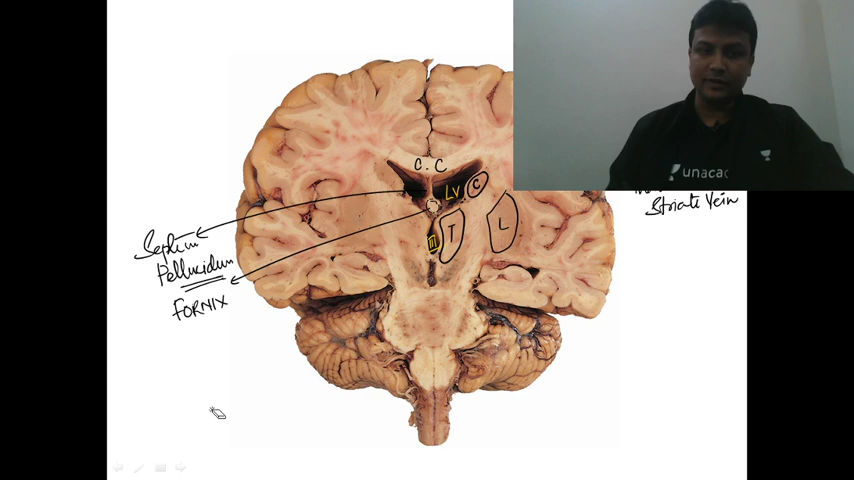 C.C
LV
C
III
T
L
Septum
Pellucidum
FORNIX
unacad
Striate Vein